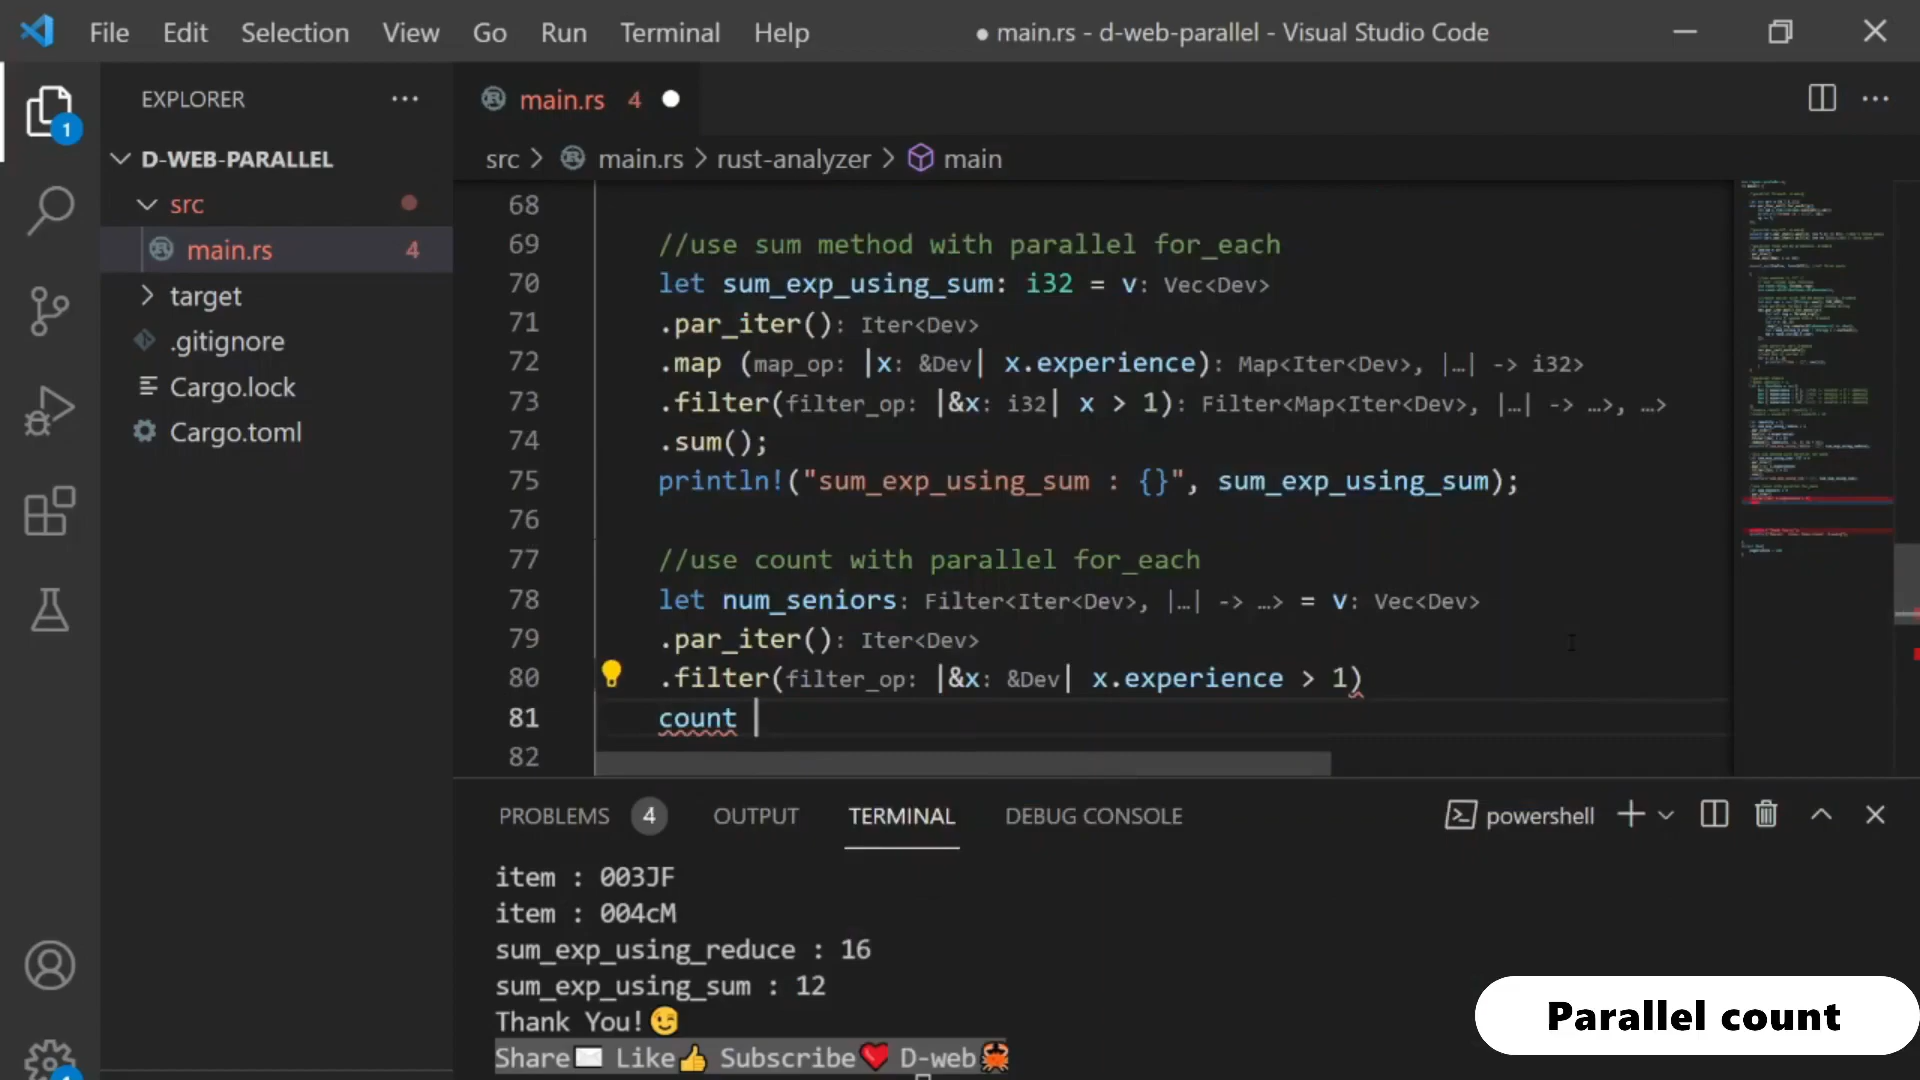 File Edit Selection View Go Run Terminal Help ● main.rs - d-web-parallel - Visual Studio Code
EXPLORER ···
main.rs 4
1
D-WEB-PARALLEL
src > main.rs > rust-analyzer > main
src
main.rs 4
target
.gitignore
Cargo.lock
Cargo.toml
68
69 //use sum method with parallel for_each
70 let sum_exp_using_sum: i32 = v: Vec<Dev>
71 .par_iter(): Iter<Dev>
72 .map (map_op: |x: &Dev| x.experience): Map<Iter<Dev>, |…| -> i32>
73 .filter(filter_op: |&x: i32| x > 1): Filter<Map<Iter<Dev>, |…| -> …>, …>
74 .sum();
75 println!("sum_exp_using_sum : {}", sum_exp_using_sum);
76
77 //use count with parallel for_each
78 let num_seniors: Filter<Iter<Dev>, |…| -> …> = v: Vec<Dev>
79 .par_iter(): Iter<Dev>
80 .filter(filter_op: |&x: &Dev| x.experience > 1)
81 count
82
PROBLEMS 4 OUTPUT TERMINAL DEBUG CONSOLE powershell
item : 003JF
item : 004cM
sum_exp_using_reduce : 16
sum_exp_using_sum : 12
Thank You!😉
Share✉️ Like👍 Subscribe❤️ D-web🦀
Parallel count